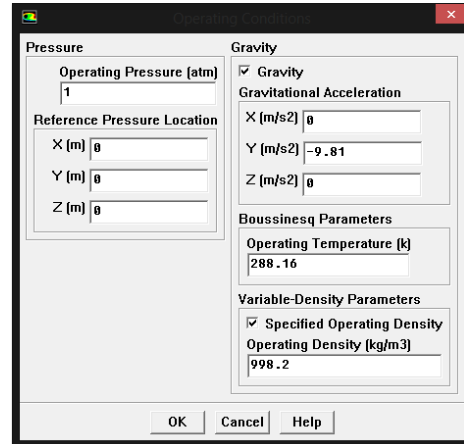 Operating Conditions
Pressure
Operating Pressure (atm)
1
Reference Pressure Location
X (m) 0
Y (m) 0
Z (m) 0
Gravity
Gravity
Gravitational Acceleration
X (m/s2) 0
Y (m/s2) -9.81
Z (m/s2) 0
Boussinesq Parameters
Operating Temperature (k)
288.16
Variable-Density Parameters
Specified Operating Density
Operating Density (kg/m3)
998.2
OK Cancel Help